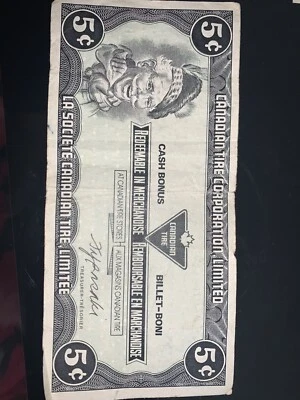 5¢
CANADIAN TIRE CORPORATION, LIMITED
5¢
CASH BONUS
CANADIAN
TIRE
BILLET-BONI
REDEEMABLE IN MERCHANDISE REMBOURSABLE EN MARCHANDISE
AT CANADIAN TIRE STORES
AUX MAGASINS CANADIAN TIRE
TREASURER-TRÉSORIER
5¢
LA SOCIÉTÉ CANADIAN TIRE, LIMITÉE
5¢